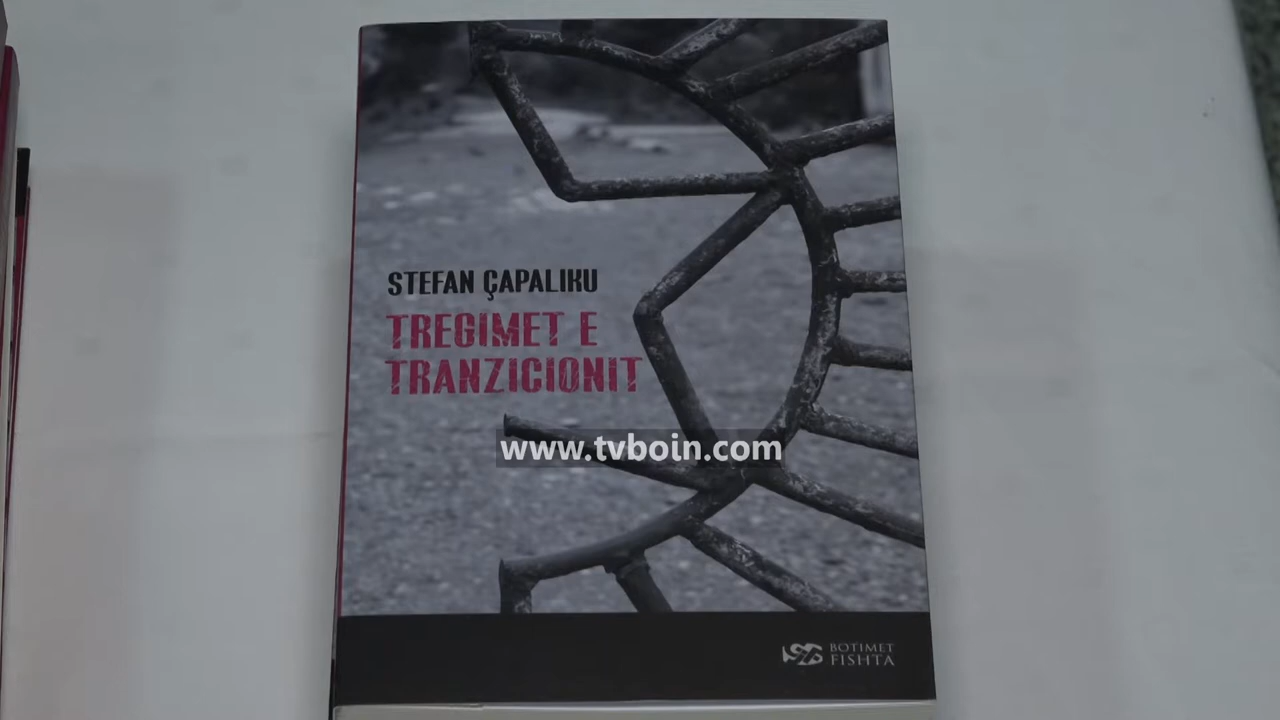 STEFAN ÇAPALIKU
TREGIMET E
TRANZICIONIT
www.tvboin.com
BOTIMET
FISHTA